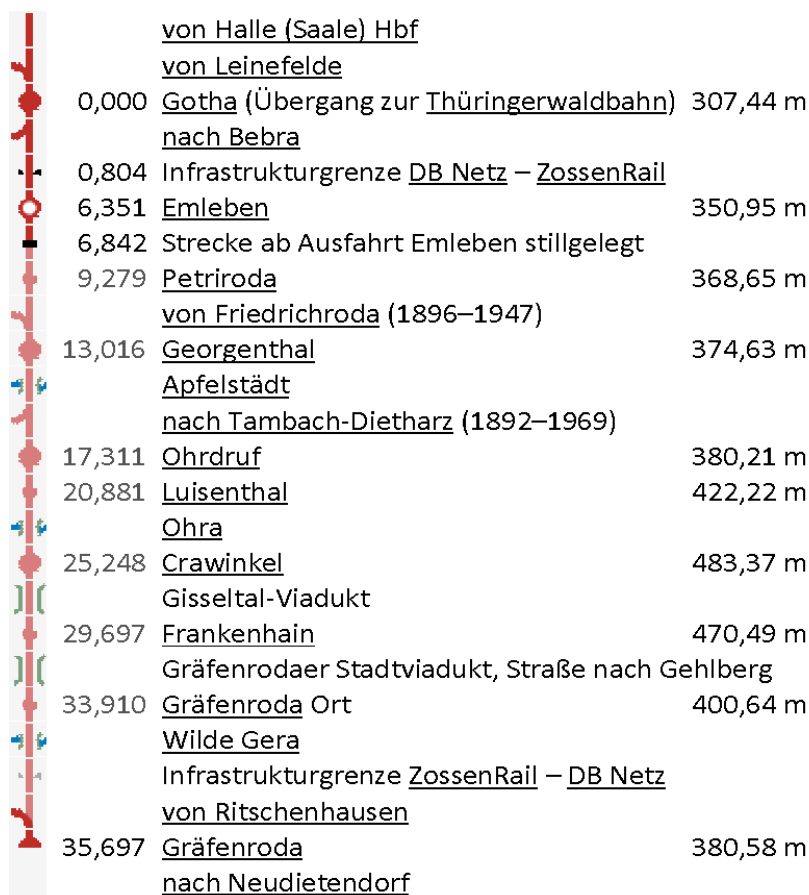 von Halle (Saale) Hbf
von Leinefelde
0,000 Gotha (Übergang zur Thüringerwaldbahn) 307,44 m
nach Bebra
0,804 Infrastrukturgrenze DB Netz – ZossenRail
6,351 Emleben 350,95 m
6,842 Strecke ab Ausfahrt Emleben stillgelegt
9,279 Petriroda 368,65 m
von Friedrichroda (1896–1947)
13,016 Georgenthal 374,63 m
Apfelstädt
nach Tambach-Dietharz (1892–1969)
17,311 Ohrdruf 380,21 m
20,881 Luisenthal 422,22 m
Ohra
25,248 Crawinkel 483,37 m
Gisseltal-Viadukt
29,697 Frankenhain 470,49 m
Gräfenrodaer Stadtviadukt, Straße nach Gehlberg
33,910 Gräfenroda Ort 400,64 m
Wilde Gera
Infrastrukturgrenze ZossenRail – DB Netz
von Ritschenhausen
35,697 Gräfenroda 380,58 m
nach Neudietendorf